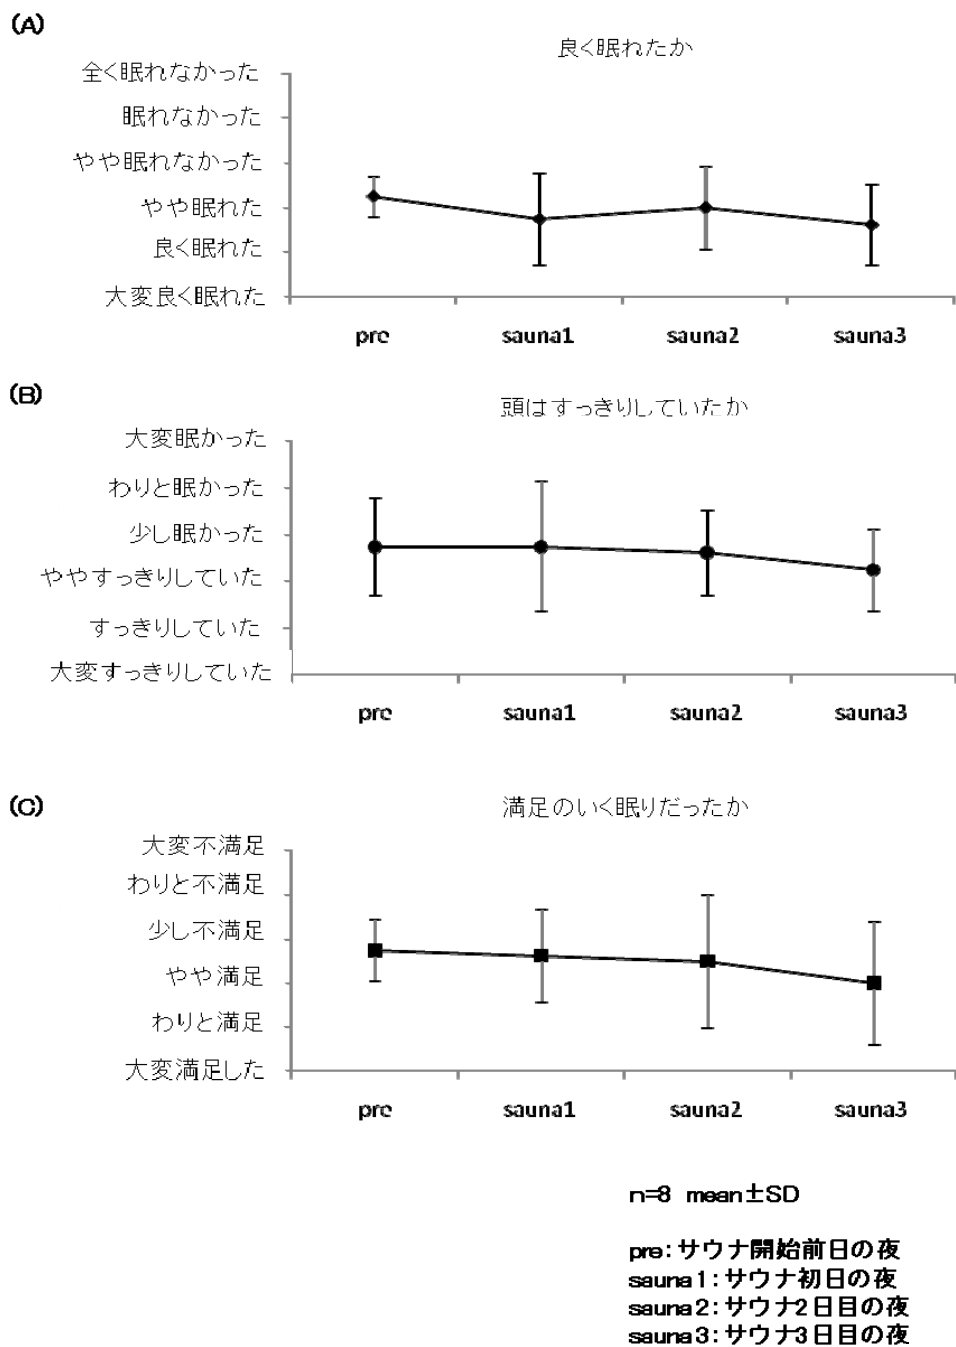 (A)
良く眠れたか
全く眠れなかった
眠れなかった
やや眠れなかった
やや眠れた
良く眠れた
大変良く眠れた
pre sauna1 sauna2 sauna3
(B)
頭はすっきりしていたか
大変眠かった
わりと眠かった
少し眠かった
ややすっきりしていた
すっきりしていた
大変すっきりしていた
pre sauna1 sauna2 sauna3
(C)
満足のいく眠りだったか
大変不満足
わりと不満足
少し不満足
やや満足
わりと満足
大変満足した
pre sauna1 sauna2 sauna3
n=8 mean±SD
pre:サウナ開始前日の夜
sauna1:サウナ初日の夜
sauna2:サウナ2日目の夜
sauna3:サウナ3日目の夜